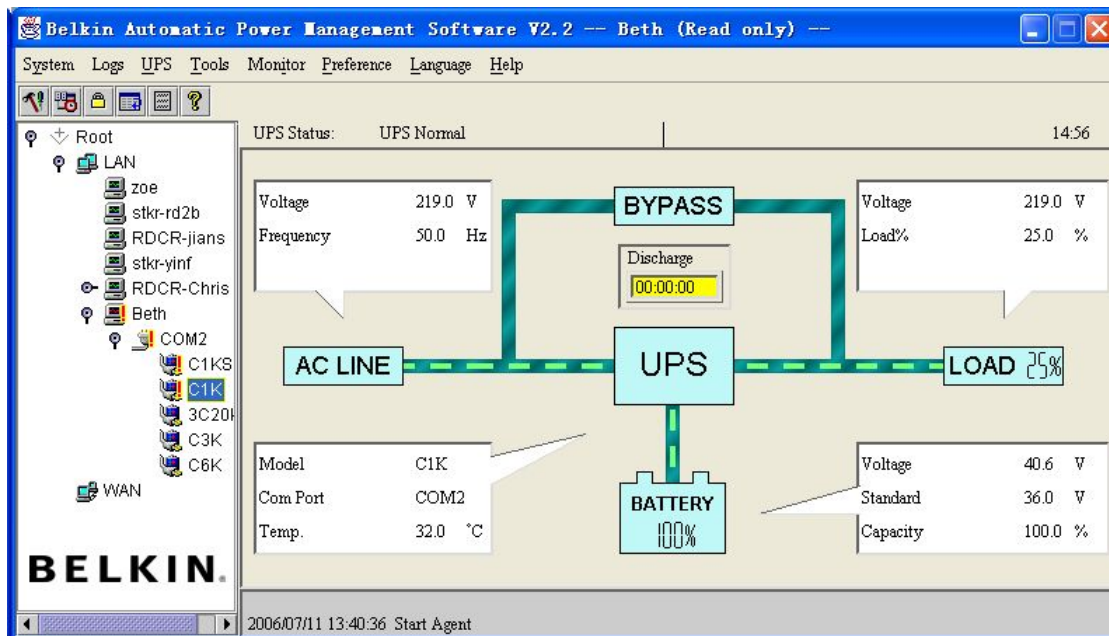 Belkin Automatic Power Management Software V2.2 -- Beth (Read only) --
System Logs UPS Tools Monitor Preference Language Help
UPS Status: UPS Normal 14:56
Root
LAN
zoe
stkr-rd2b
RDCR-jians
stkr-yinf
RDCR-Chris
Beth
COM2
C1KS
C1K
3C20
C3K
C6K
WAN
BELKIN.
Voltage 219.0 V
Frequency 50.0 Hz
BYPASS
Discharge
00:00:00
Voltage 219.0 V
Load% 25.0 %
AC LINE
UPS
LOAD 25%
Model C1K
Com Port COM2
Temp. 32.0 °C
BATTERY
100%
Voltage 40.6 V
Standard 36.0 V
Capacity 100.0 %
2006/07/11 13:40:36 Start Agent